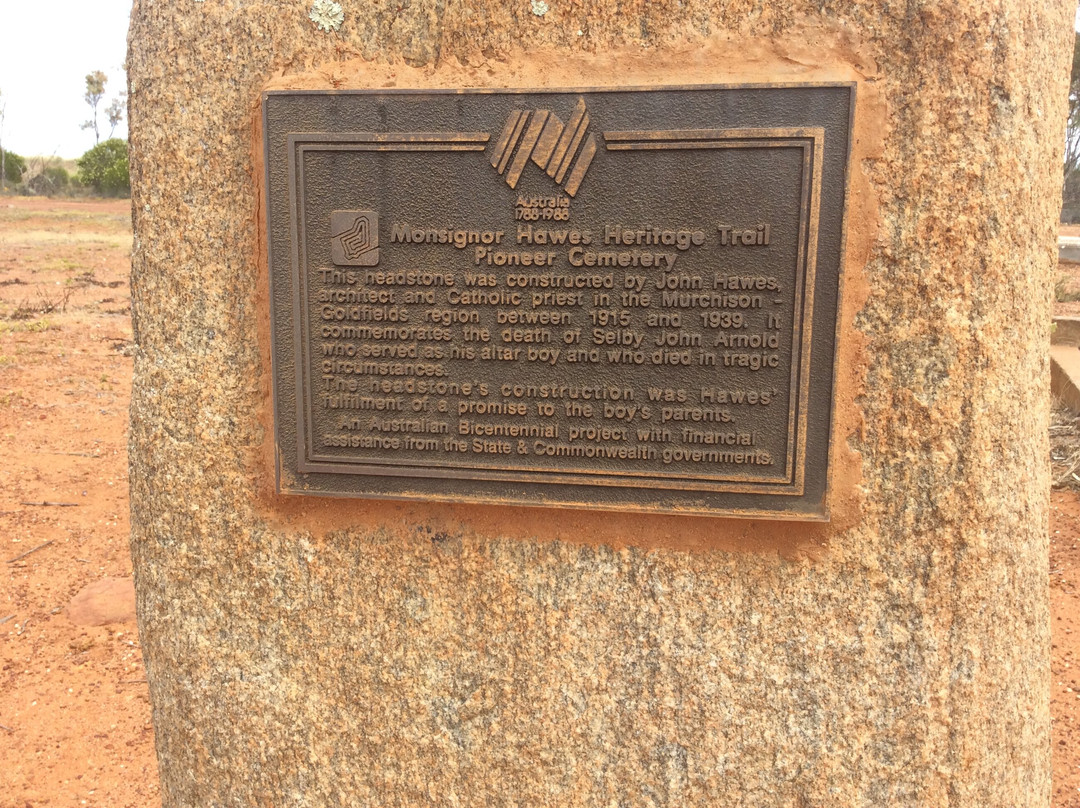 Australia
1788-1988
Monsignor Hawes Heritage Trail
Pioneer Cemetery
This headstone was constructed by John Hawes,
architect and Catholic priest in the Murchison -
Goldfields region between 1915 and 1939. It
commemorates the death of Selby John Arnold
who served as his altar boy and who died in tragic
circumstances.
The headstone's construction was Hawes'
fulfilment of a promise to the boy's parents.
An Australian Bicentennial project with financial
assistance from the State & Commonwealth governments.